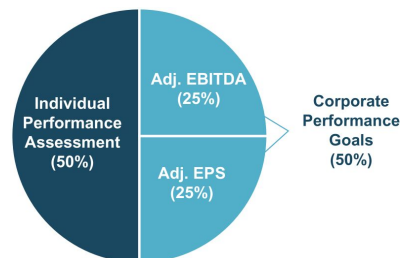 Individual
Performance
Assessment
(50%)
Adj. EBITDA
(25%)
Adj. EPS
(25%)
Corporate
Performance
Goals
(50%)